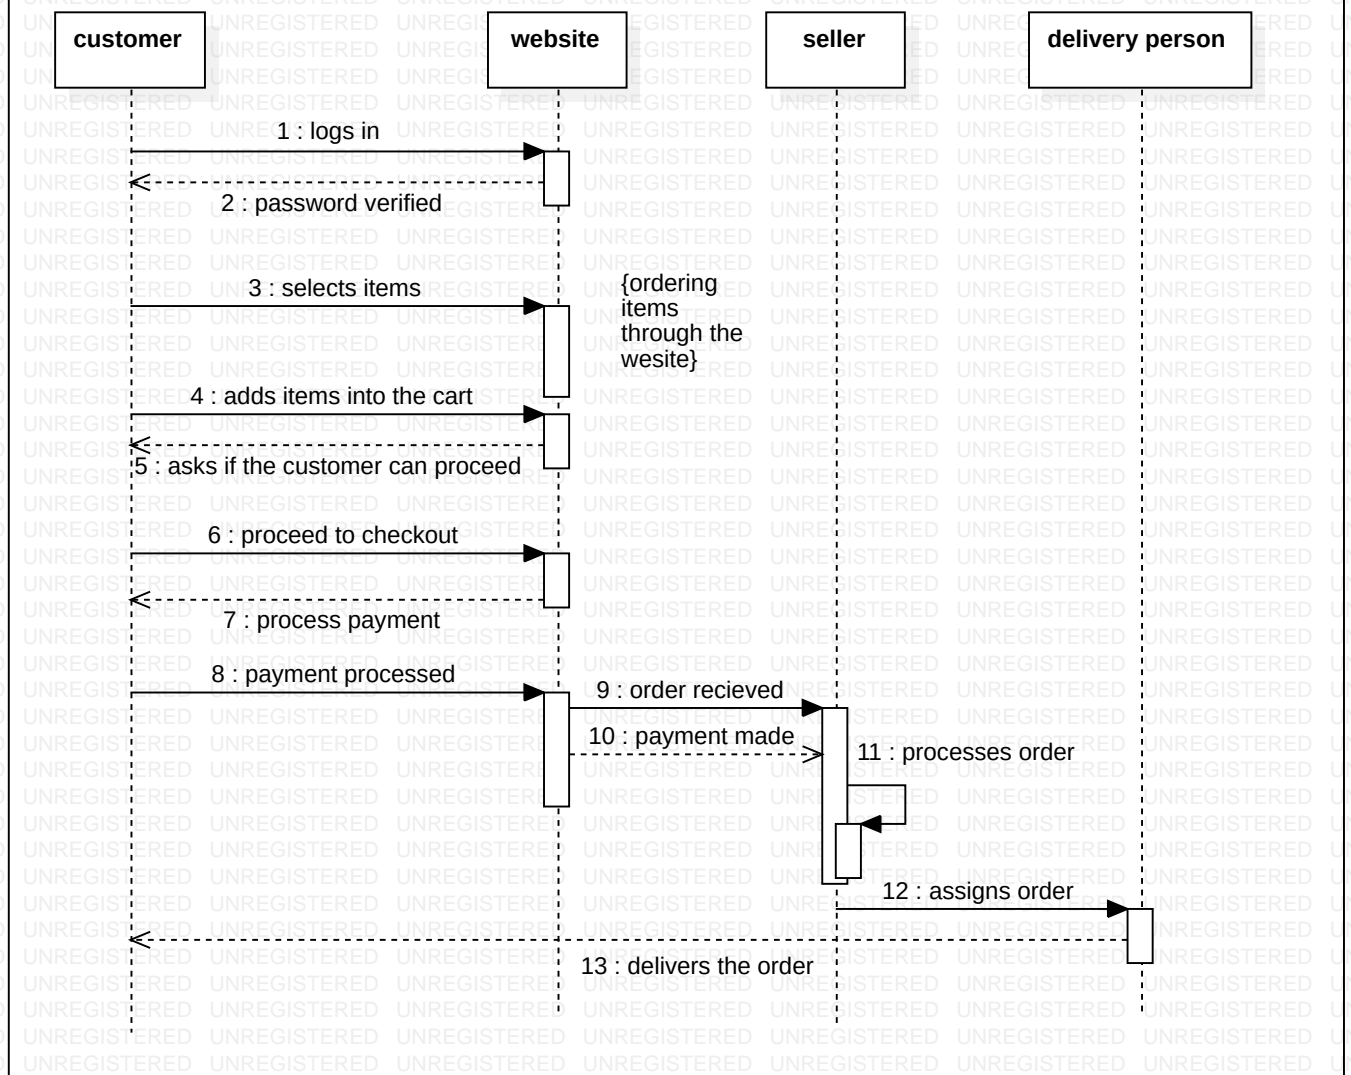 customer
website
seller
delivery person
1 : logs in
2 : password verified
3 : selects items
{ordering
items
through the
wesite}
4 : adds items into the cart
5 : asks if the customer can proceed
6 : proceed to checkout
7 : process payment
8 : payment processed
9 : order recieved
10 : payment made
11 : processes order
12 : assigns order
13 : delivers the order
UNREGISTERED